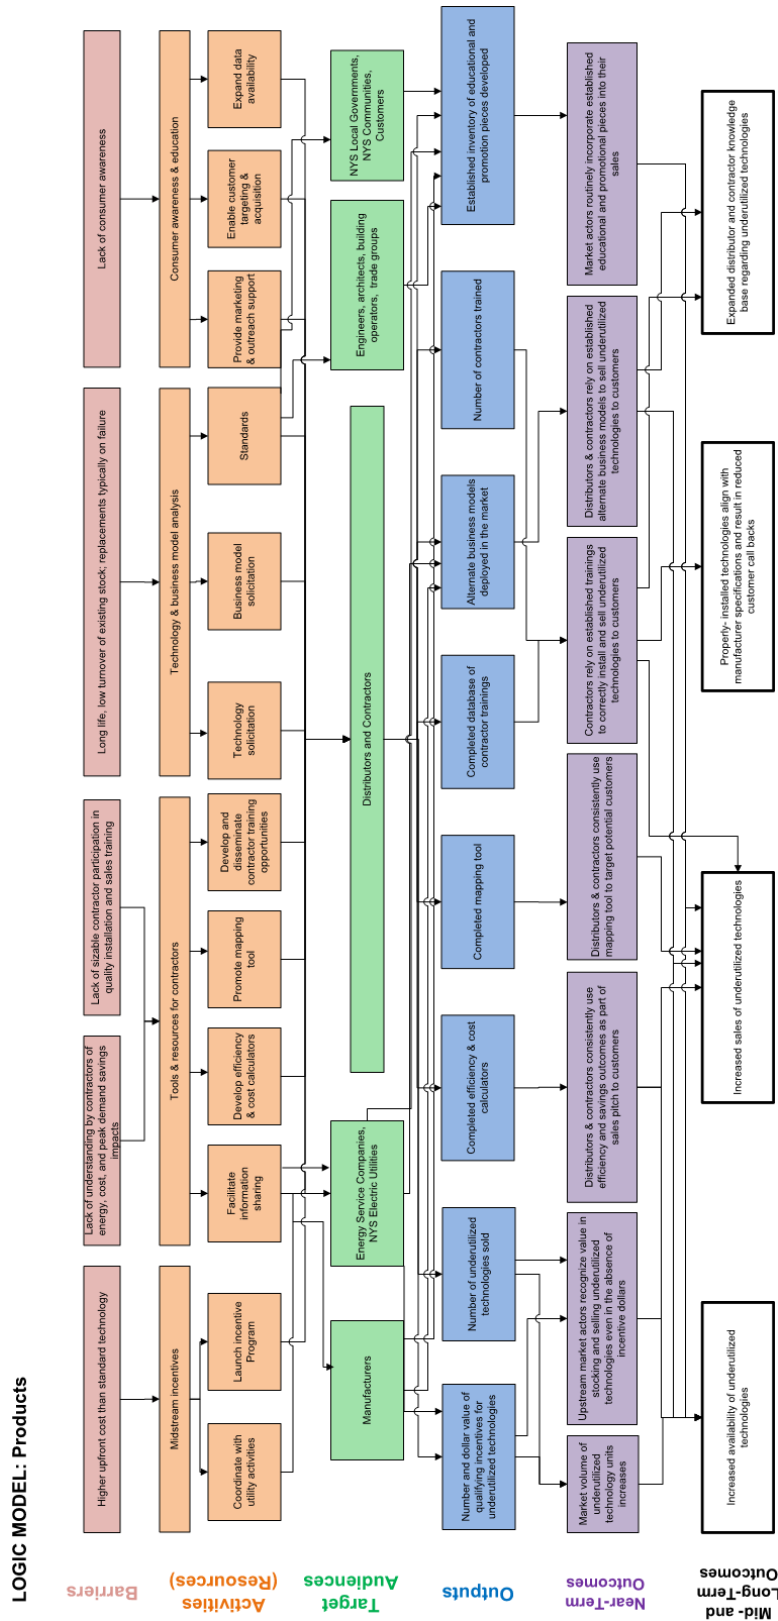 LOGIC MODEL: Products
Barriers
Higher upfront cost than standard technology
Lack of understanding by contractors of
energy, cost, and peak demand savings
impacts
Lack of sizable contractor participation in
quality installation and sales training
Long life, low turnover of existing stock; replacements typically on failure
Lack of consumer awareness
Activities
(Resources)
Midstream incentives
Tools & resources for contractors
Technology & business model analysis
Consumer awareness & education
Coordinate with
utility activities
Launch incentive
Program
Facilitate
information
sharing
Develop efficiency
& cost calculators
Promote mapping
tool
Develop and
disseminate
contractor training
opportunities
Technology
solicitation
Business model
solicitation
Standards
Provide marketing
& outreach support
Enable customer
targeting &
acquisition
Expand data
availability
Target
Audiences
Manufacturers
Energy Service Companies,
NYS Electric Utilities
Distributors and Contractors
Engineers, architects, building
operators, trade groups
NYS Local Governments,
NYS Communities,
Customers
Outputs
Number and dollar value of
qualifying incentives for
underutilized technologies
Number of underutilized
technologies sold
Completed efficiency & cost
calculators
Completed mapping tool
Completed database of
contractor trainings
Alternate business models
deployed in the market
Number of contractors trained
Established inventory of educational and
promotion pieces developed
Near-Term
Outcomes
Market volume of
underutilized
technology units
increases
Upstream market actors recognize value in
stocking and selling underutilized
technologies even in the absence of
incentive dollars
Distributors & contractors consistently use
efficiency and savings outcomes as part of
sales pitch to customers
Distributors & contractors consistently use
mapping tool to target potential customers
Contractors rely on established trainings
to correctly install and sell underutilized
technologies to customers
Distributors & contractors rely on established
alternate business models to sell underutilized
technologies to customers
Market actors routinely incorporate established
educational and promotional pieces into their
sales
Mid- and
Long-Term
Outcomes
Increased availability of underutilized
technologies
Increased sales of underutilized technologies
Properly- installed technologies align with
manufacturer specifications and result in reduced
customer call backs
Expanded distributor and contractor knowledge
base regarding underutilized technologies